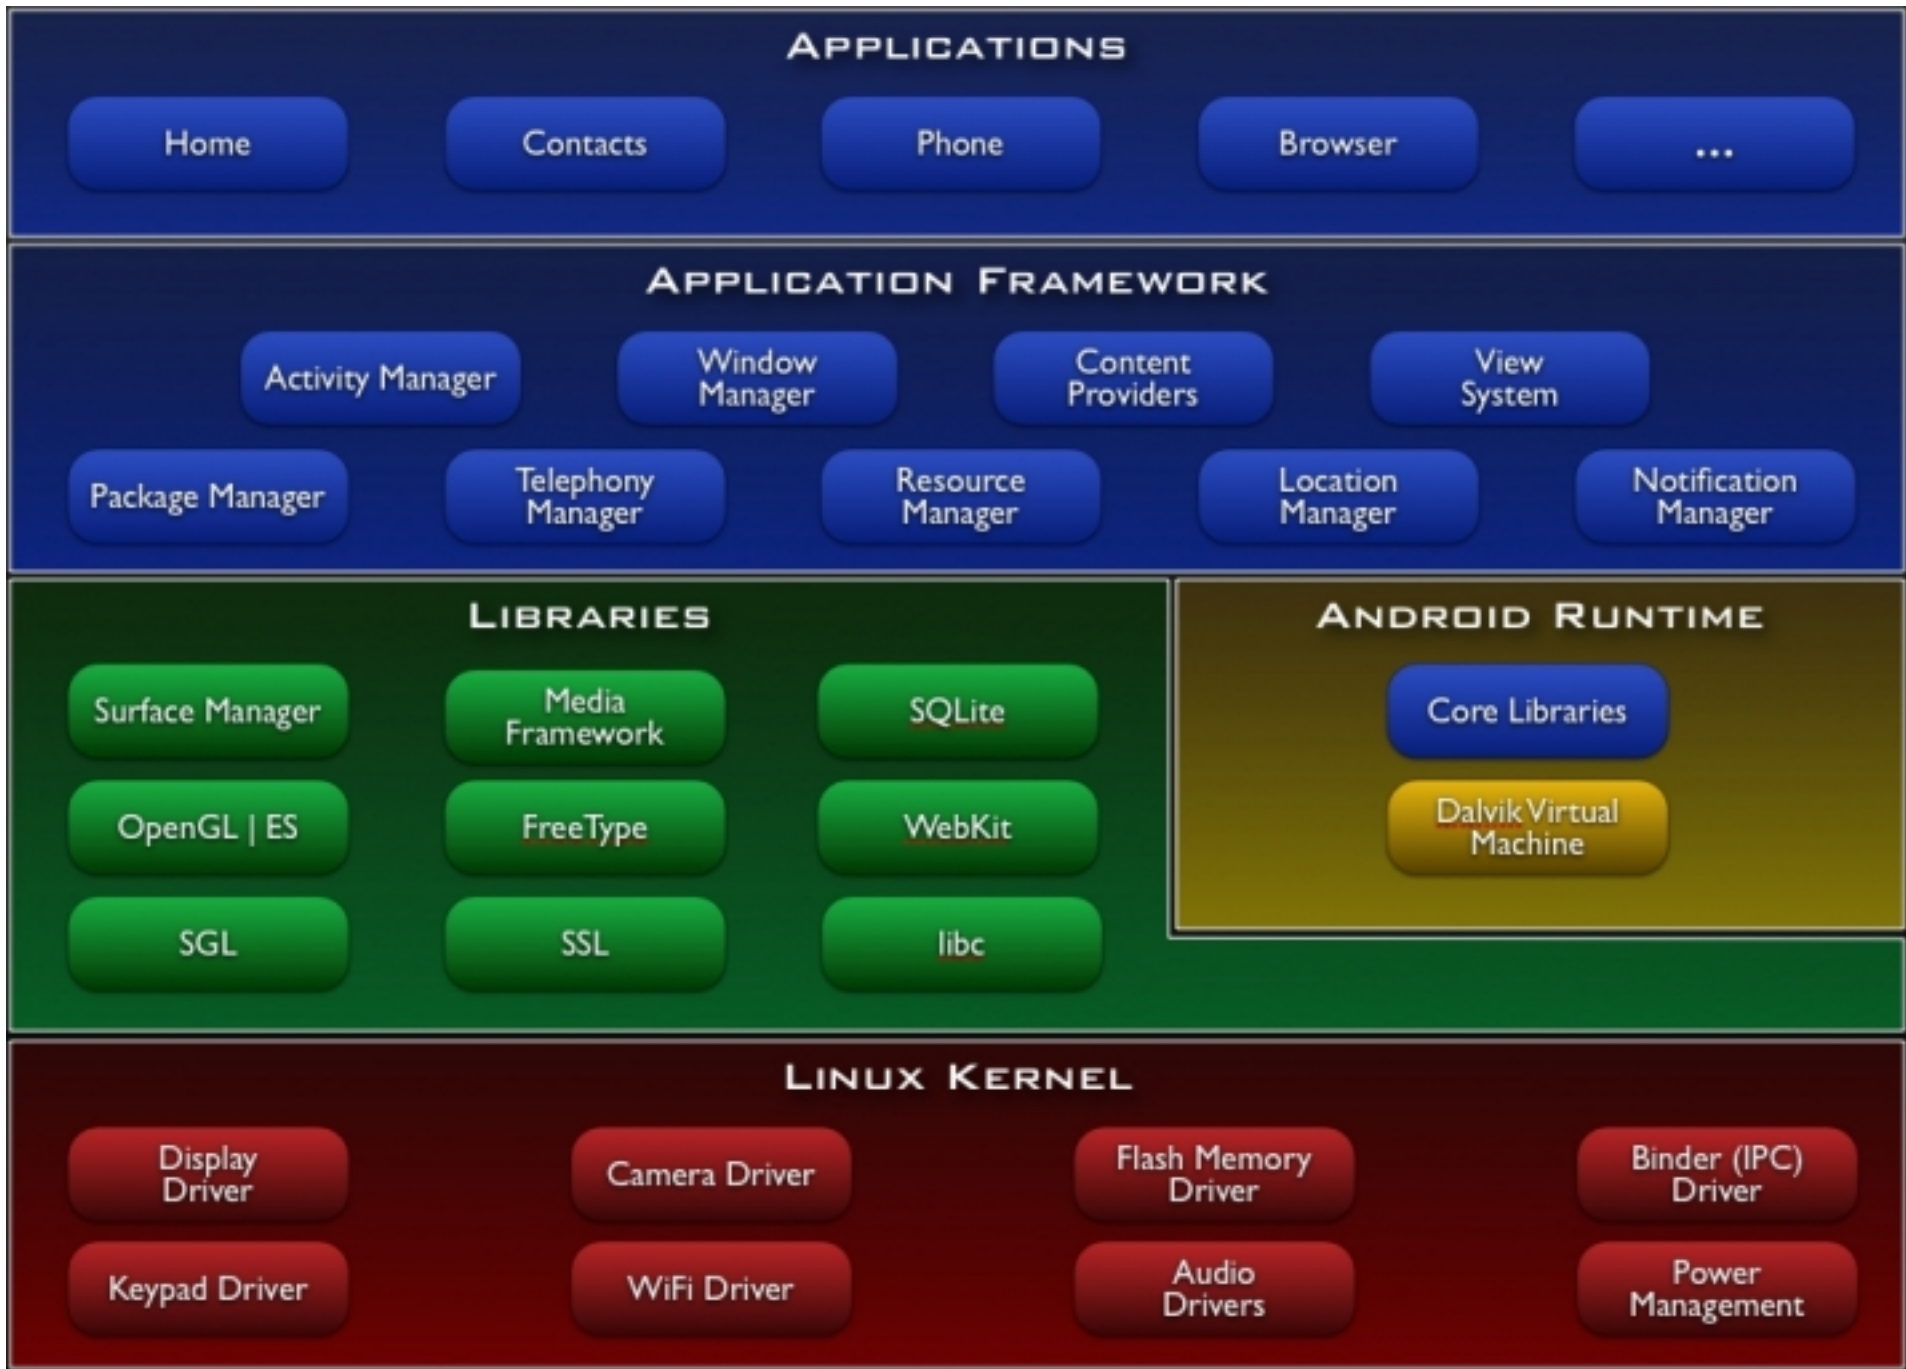 APPLICATIONS
Home
Contacts
Phone
Browser
...
APPLICATION FRAMEWORK
Activity Manager
Window
Manager
Content
Providers
View
System
Package Manager
Telephony
Manager
Resource
Manager
Location
Manager
Notification
Manager
LIBRARIES
Surface Manager
Media
Framework
SQLite
OpenGL | ES
FreeType
WebKit
SGL
SSL
libc
ANDROID RUNTIME
Core Libraries
Dalvik Virtual
Machine
LINUX KERNEL
Display
Driver
Camera Driver
Flash Memory
Driver
Binder (IPC)
Driver
Keypad Driver
WiFi Driver
Audio
Drivers
Power
Management